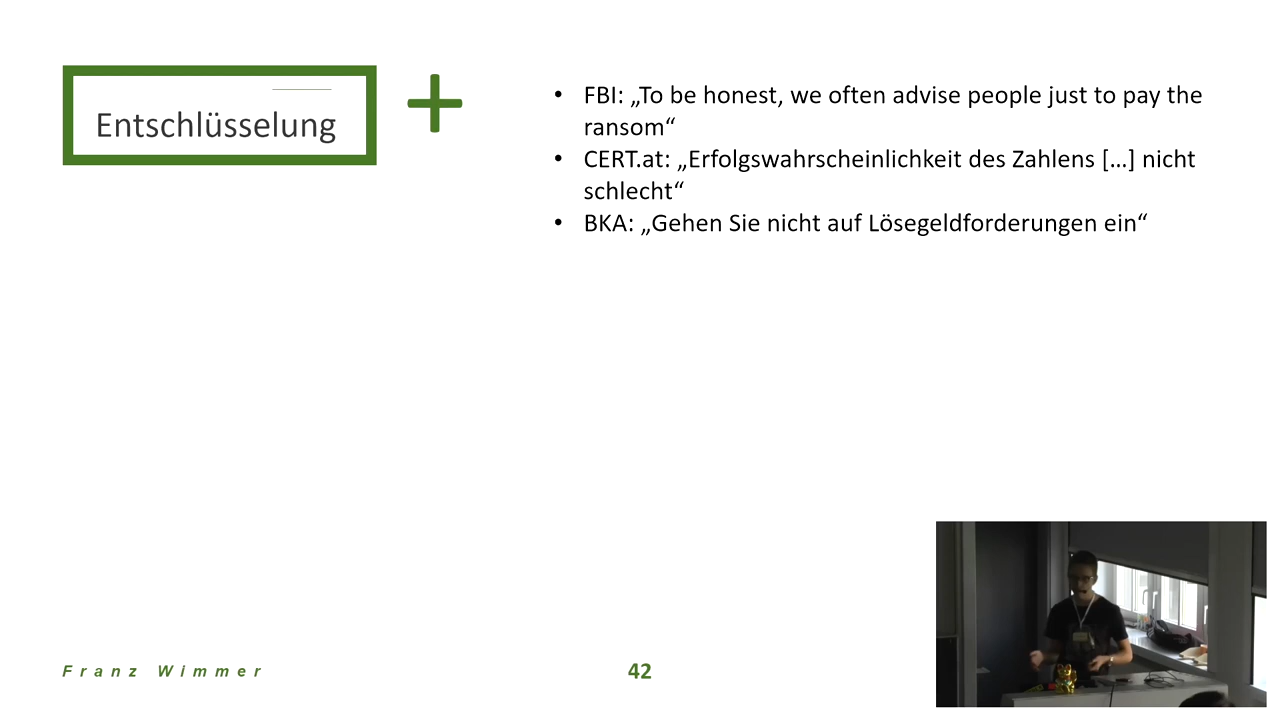 Entschlüsselung
• FBI: „To be honest, we often advise people just to pay the
ransom“
• CERT.at: „Erfolgswahrscheinlichkeit des Zahlens […] nicht
schlecht“
• BKA: „Gehen Sie nicht auf Lösegeldforderungen ein“
Franz Wimmer
42